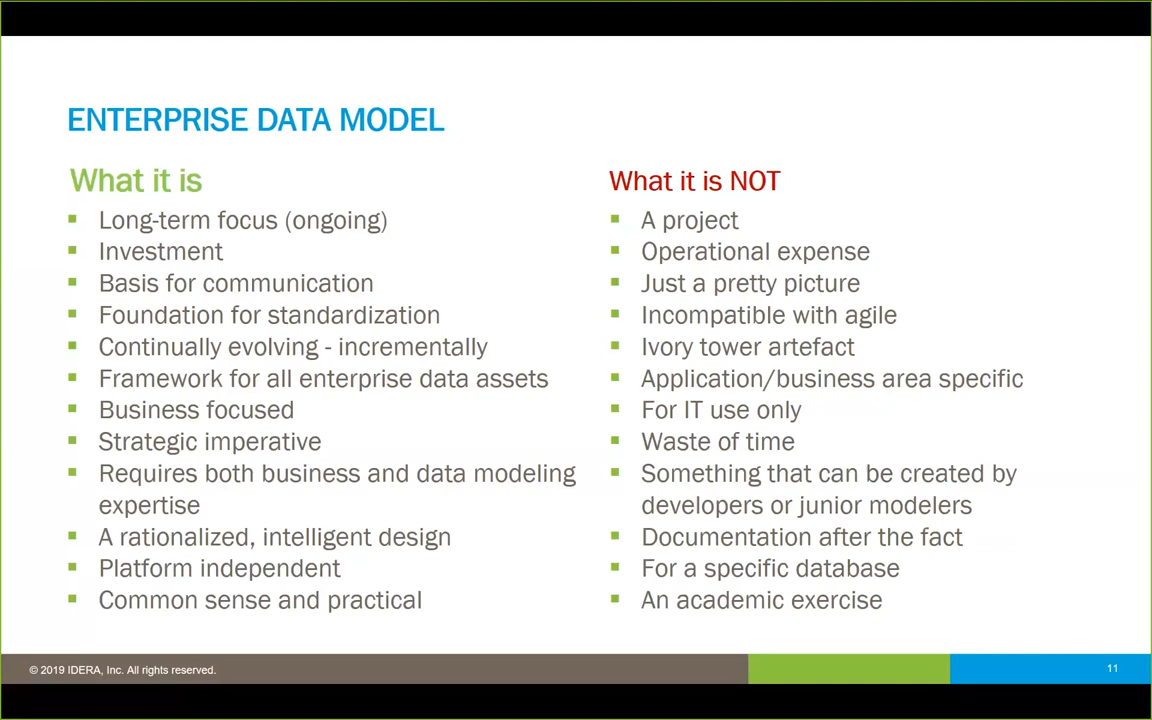 ENTERPRISE DATA MODEL
What it is
Long-term focus (ongoing)
Investment
Basis for communication
Foundation for standardization
Continually evolving - incrementally
Framework for all enterprise data assets
Business focused
Strategic imperative
Requires both business and data modeling
expertise
A rationalized, intelligent design
Platform independent
Common sense and practical
What it is NOT
A project
Operational expense
Just a pretty picture
Incompatible with agile
Ivory tower artefact
Application/business area specific
For IT use only
Waste of time
Something that can be created by
developers or junior modelers
Documentation after the fact
For a specific database
An academic exercise
© 2019 IDERA, Inc. All rights reserved.
11